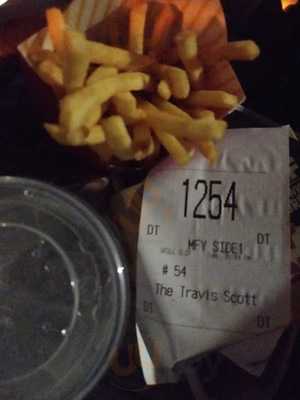 1254
DT DT
MFY SIDE1
# 54
The Travis Scott
DT DT